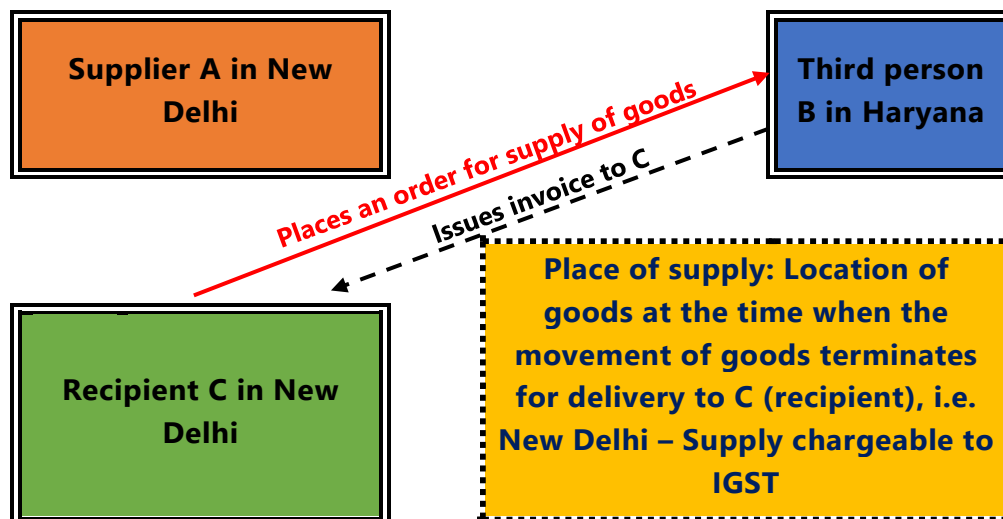 Supplier A in New
Delhi
Third person
B in Haryana
Places an order for supply of goods
Issues invoice to C
Recipient C in New
Delhi
Place of supply: Location of
goods at the time when the
movement of goods terminates
for delivery to C (recipient), i.e.
New Delhi – Supply chargeable to
IGST